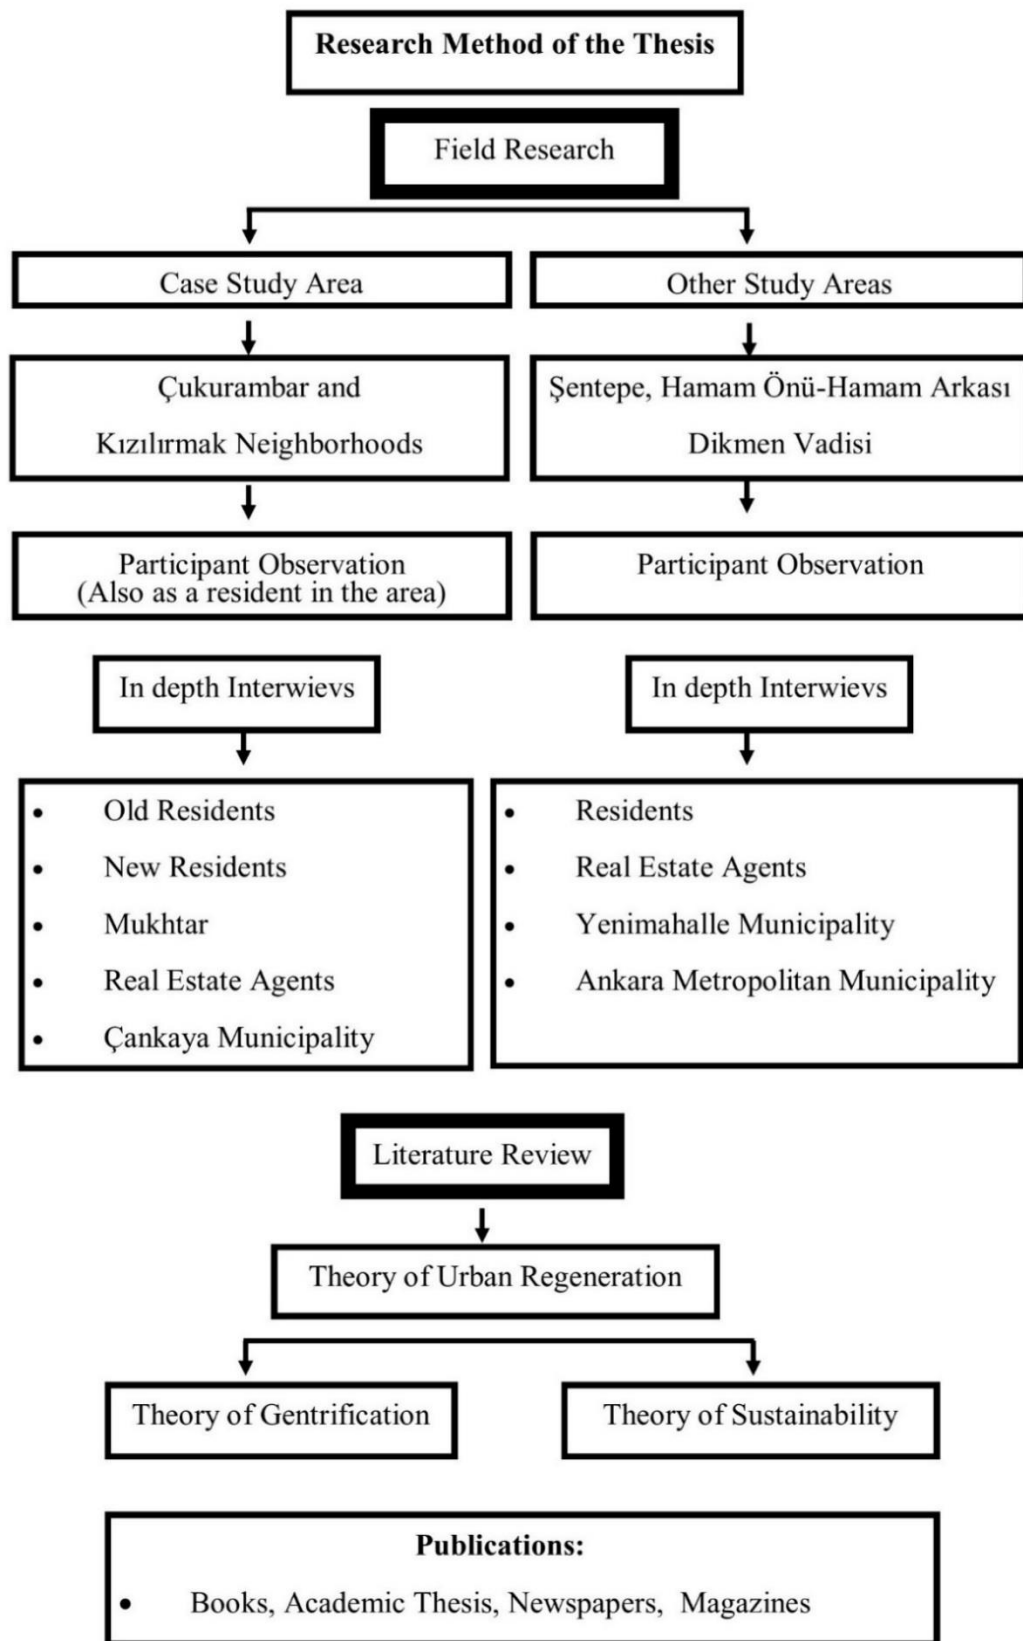 Research Method of the Thesis
Field Research
Case Study Area
Other Study Areas
Çukurambar and
Kızılırmak Neighborhoods
Şentepe, Hamam Önü-Hamam Arkası
Dikmen Vadisi
Participant Observation
(Also as a resident in the area)
Participant Observation
In depth Interwievs
In depth Interwievs
• Old Residents
• New Residents
• Mukhtar
• Real Estate Agents
• Çankaya Municipality
• Residents
• Real Estate Agents
• Yenimahalle Municipality
• Ankara Metropolitan Municipality
Literature Review
Theory of Urban Regeneration
Theory of Gentrification
Theory of Sustainability
Publications:
• Books, Academic Thesis, Newspapers, Magazines